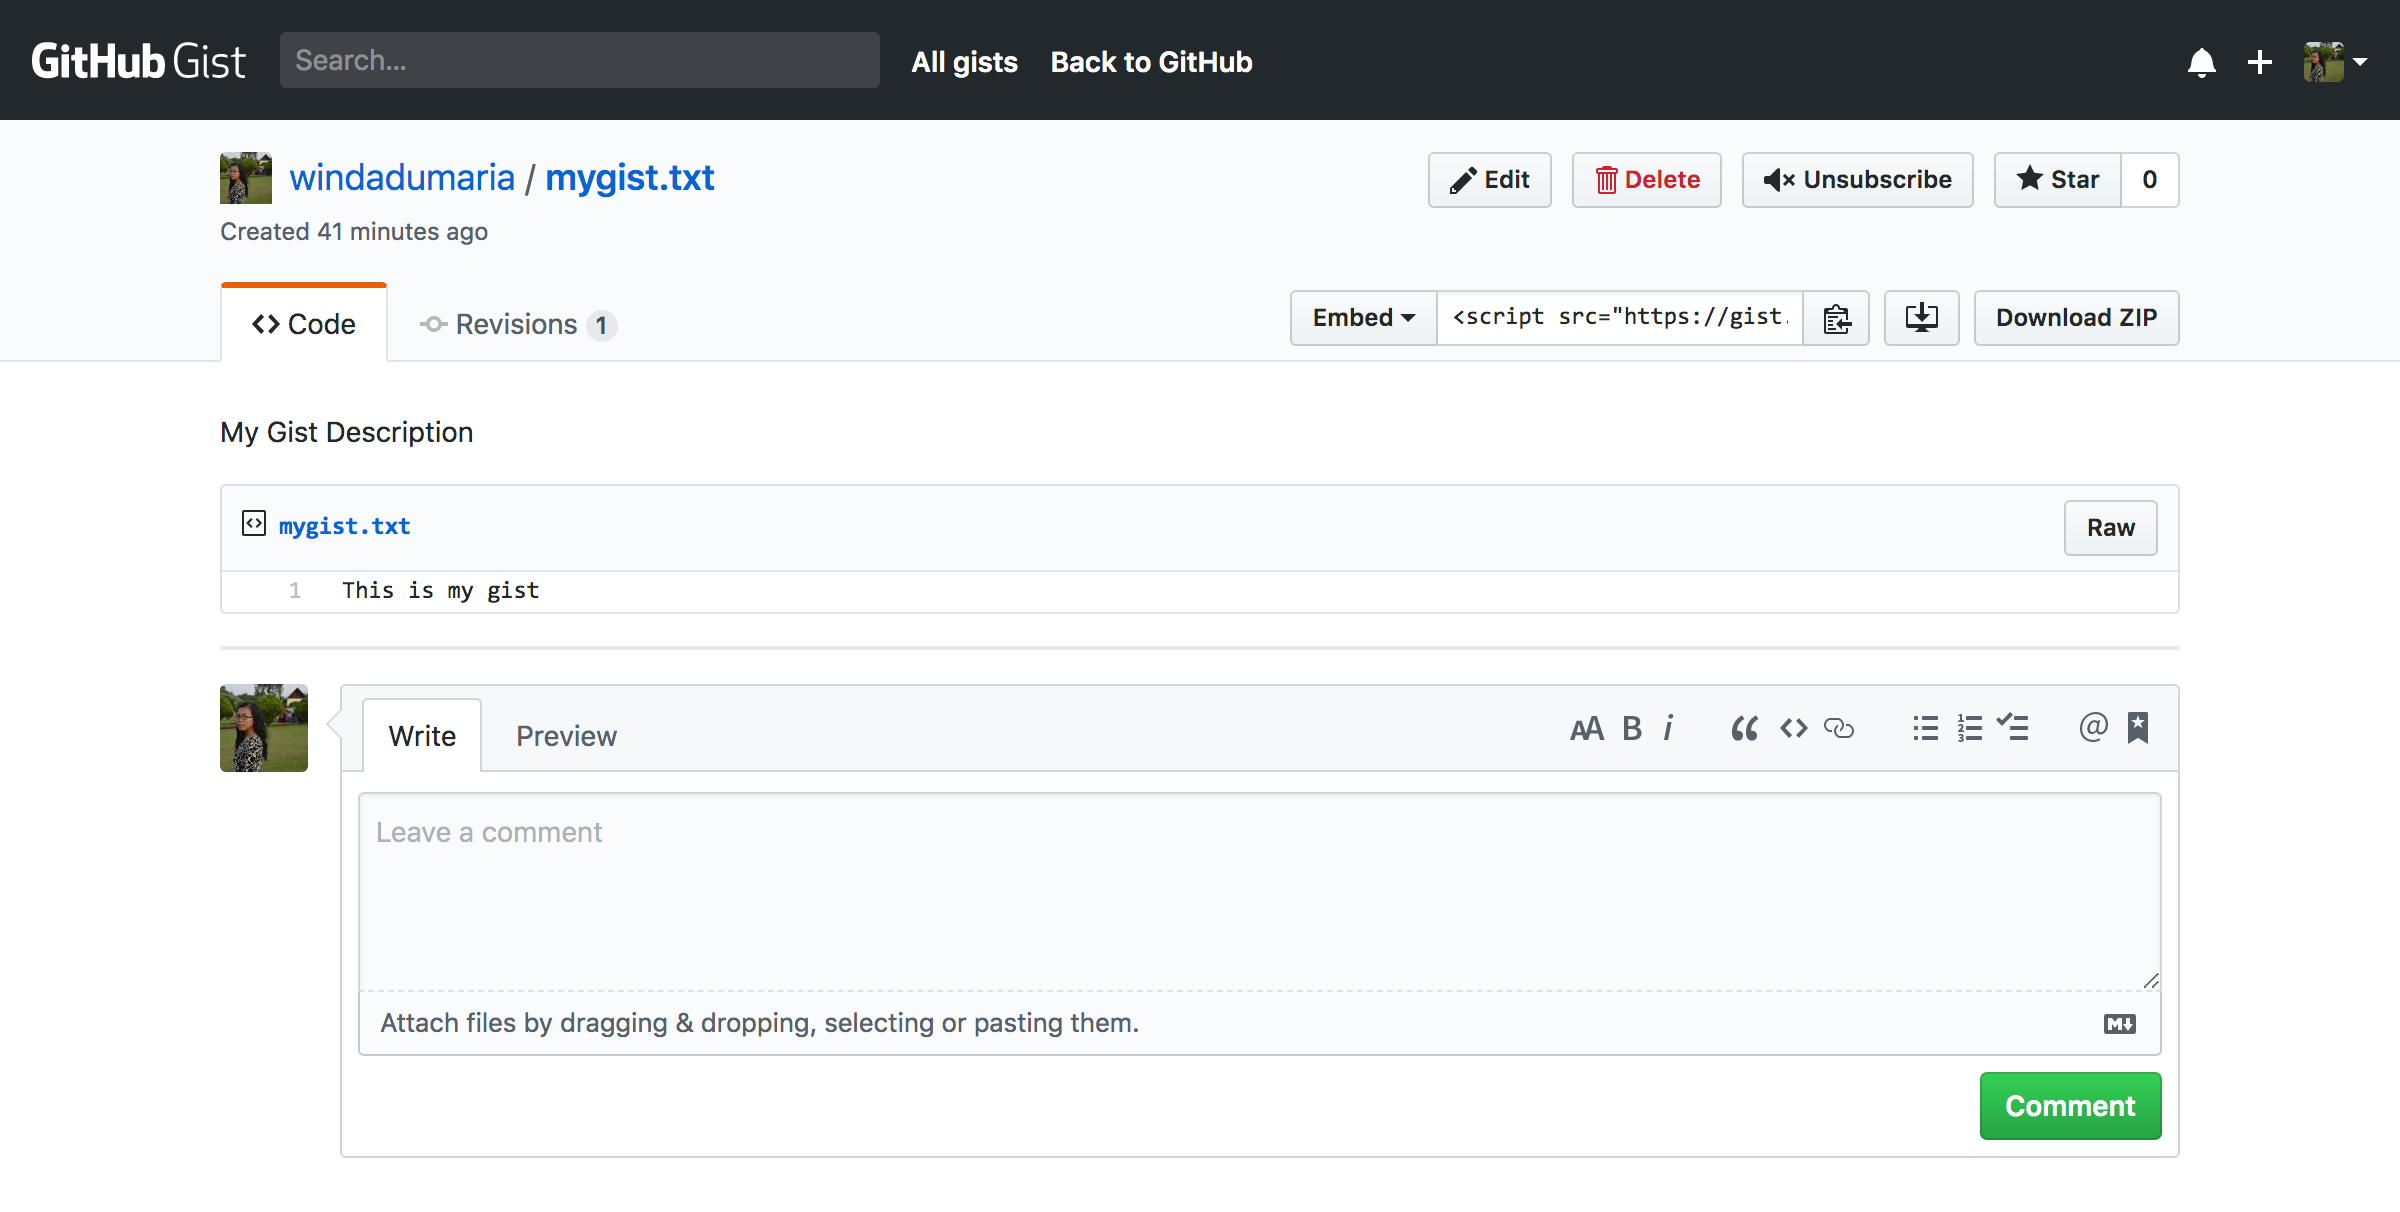 GitHub Gist Search... All gists Back to GitHub
windadumaria / mygist.txt Edit Delete Unsubscribe Star 0
Created 41 minutes ago
Code Revisions 1 Embed <script src="https://gist. Download ZIP
My Gist Description
mygist.txt Raw
1 This is my gist
Write Preview AA B i @
Leave a comment
Attach files by dragging & dropping, selecting or pasting them. M
Comment